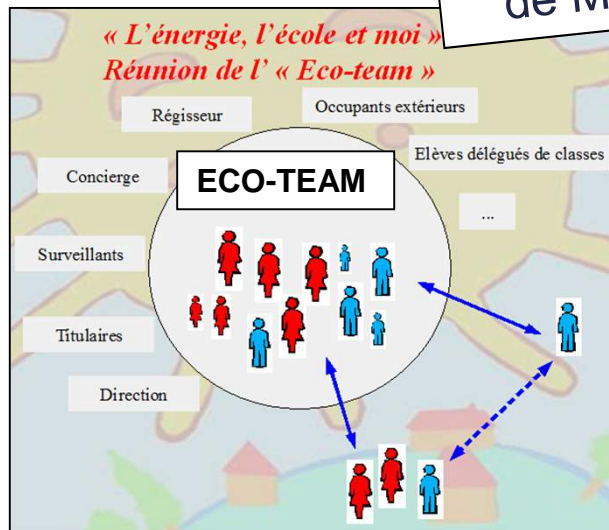 de M
« L'énergie, l'école et moi »
Réunion de l' « Eco-team »
Régisseur
Occupants extérieurs
Elèves délégués de classes
Concierge
ECO-TEAM
...
Surveillants
Titulaires
Direction